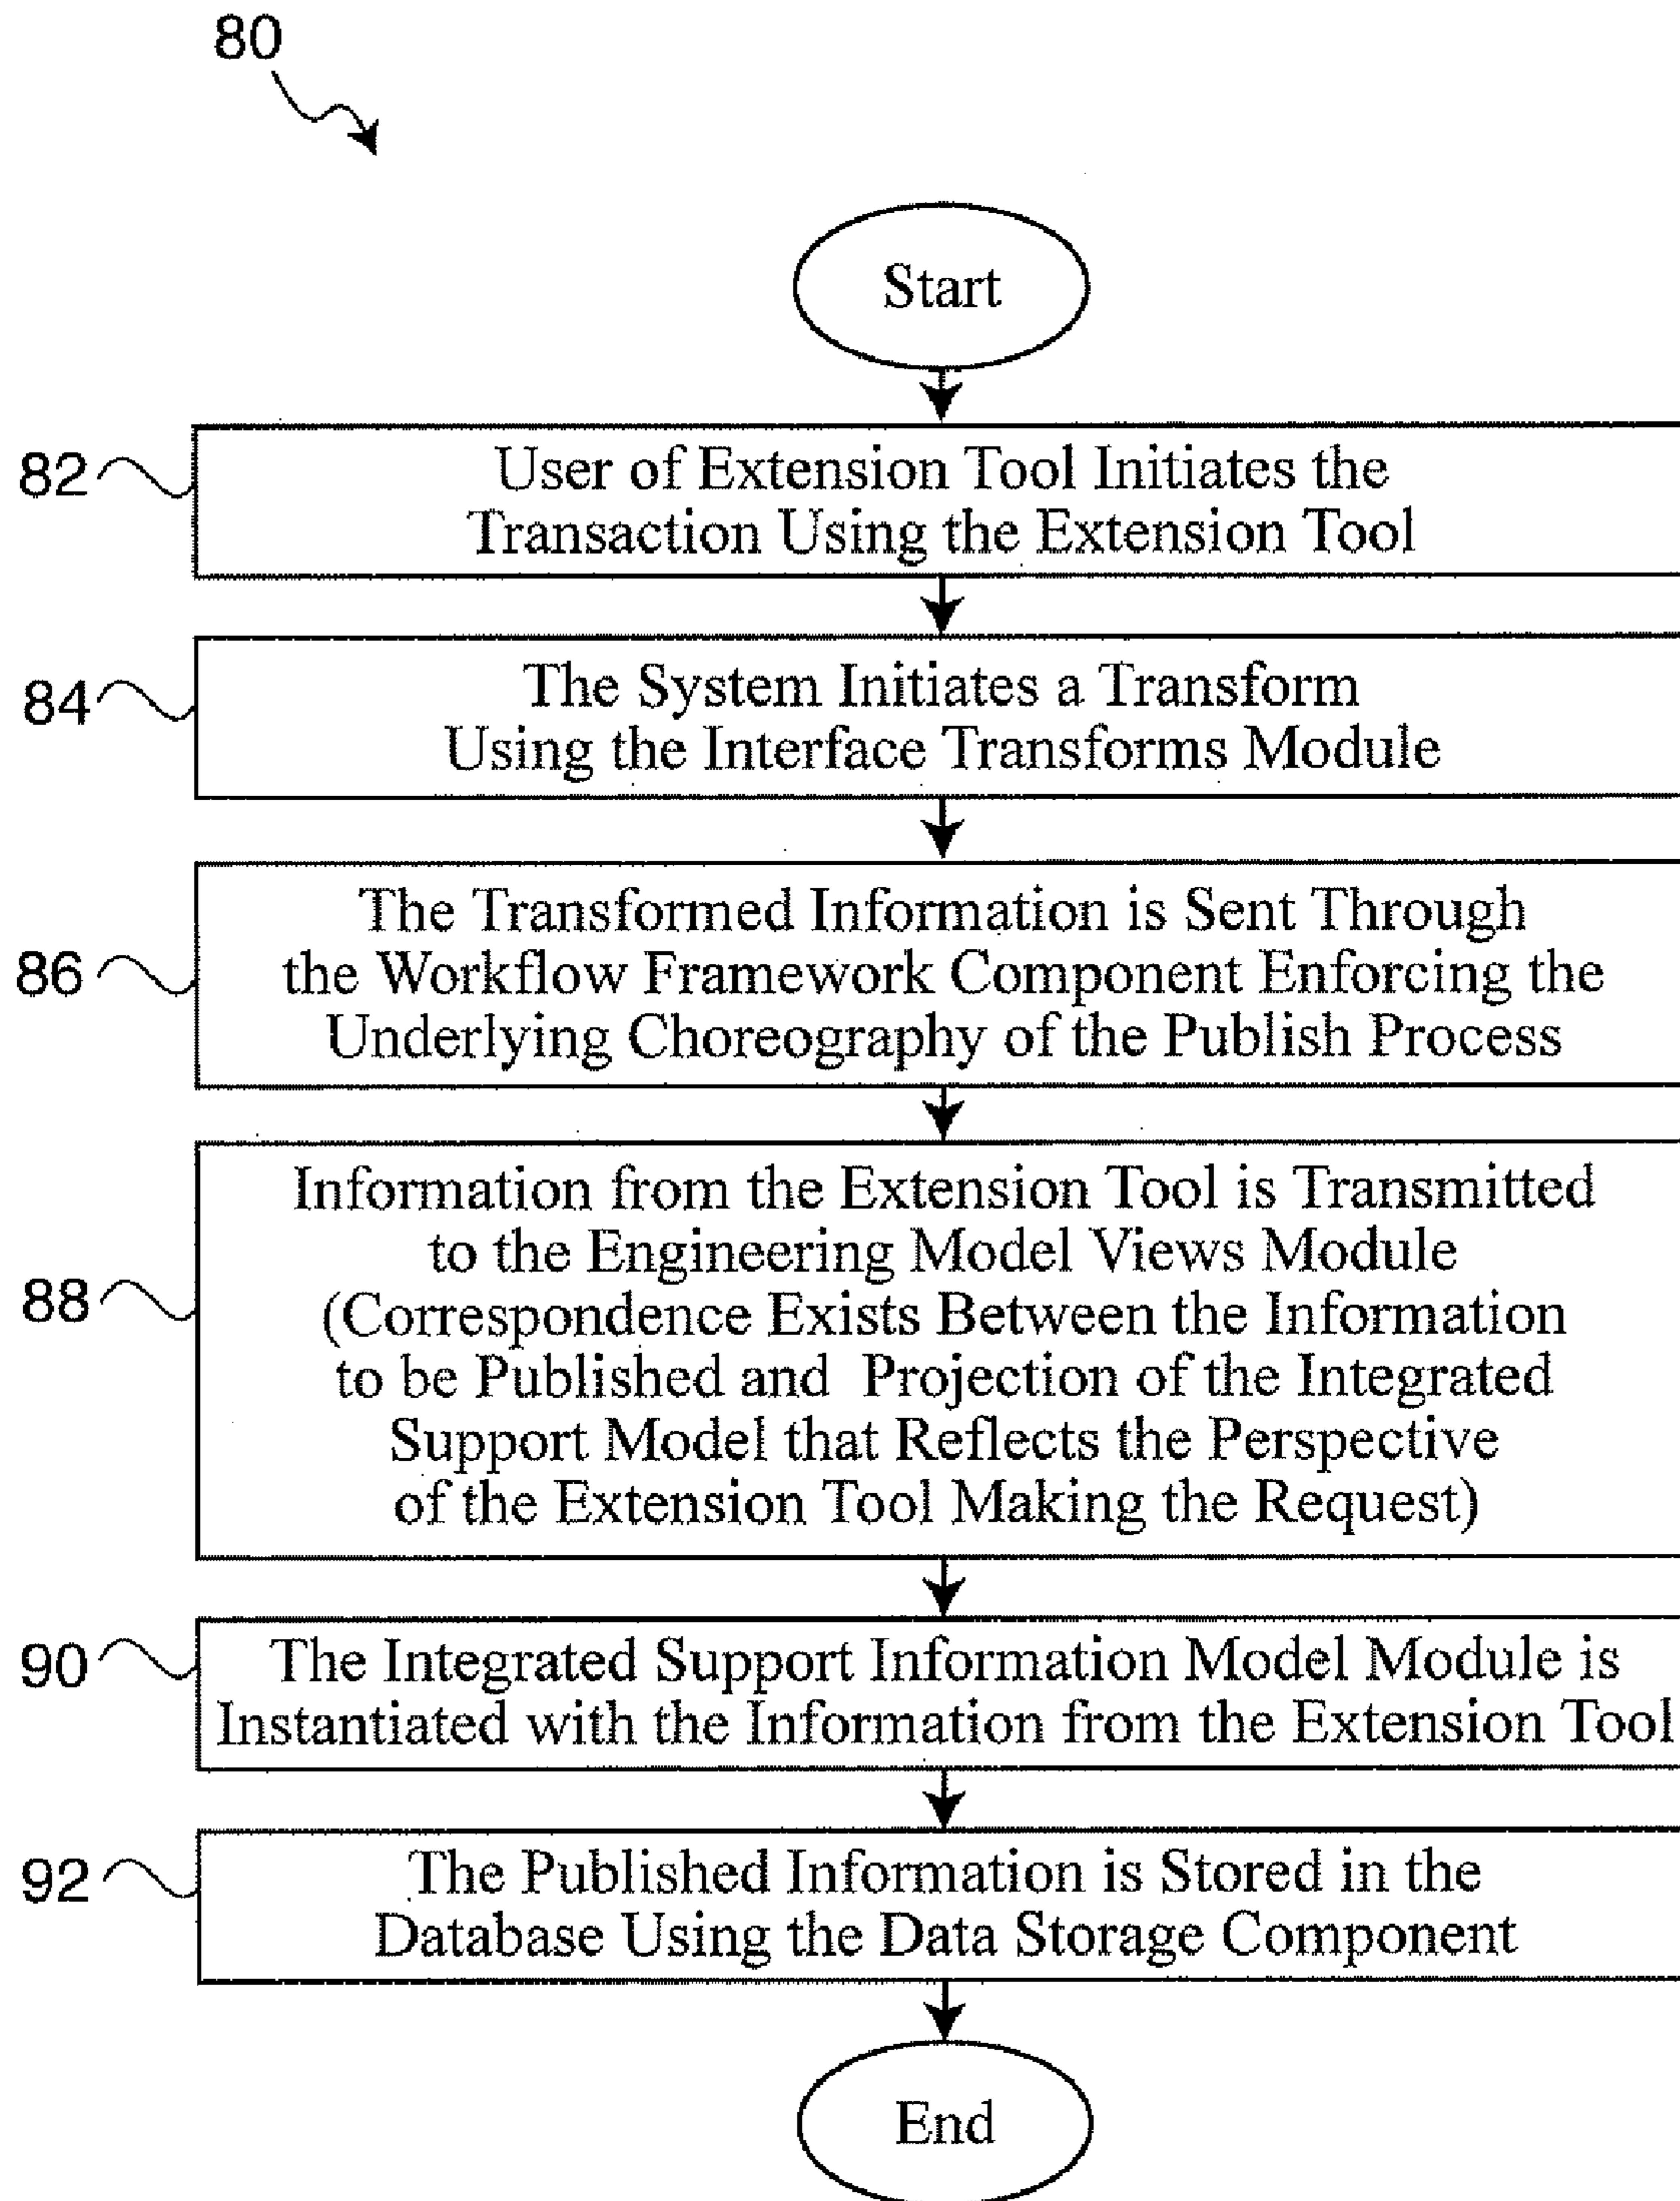 80
Start
82
User of Extension Tool Initiates the
Transaction Using the Extension Tool
84
The System Initiates a Transform
Using the Interface Transforms Module
86
The Transformed Information is Sent Through
the Workflow Framework Component Enforcing the
Underlying Choreography of the Publish Process
88
Information from the Extension Tool is Transmitted
to the Engineering Model Views Module
(Correspondence Exists Between the Information
to be Published and Projection of the Integrated
Support Model that Reflects the Perspective
of the Extension Tool Making the Request)
90
The Integrated Support Information Model Module is
Instantiated with the Information from the Extension Tool
92
The Published Information is Stored in the
Database Using the Data Storage Component
End